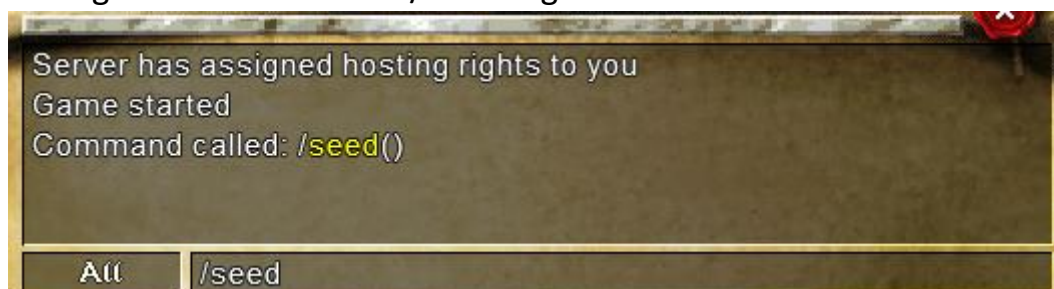 Server has assigned hosting rights to you
Game started
Command called: /seed()
All
/seed